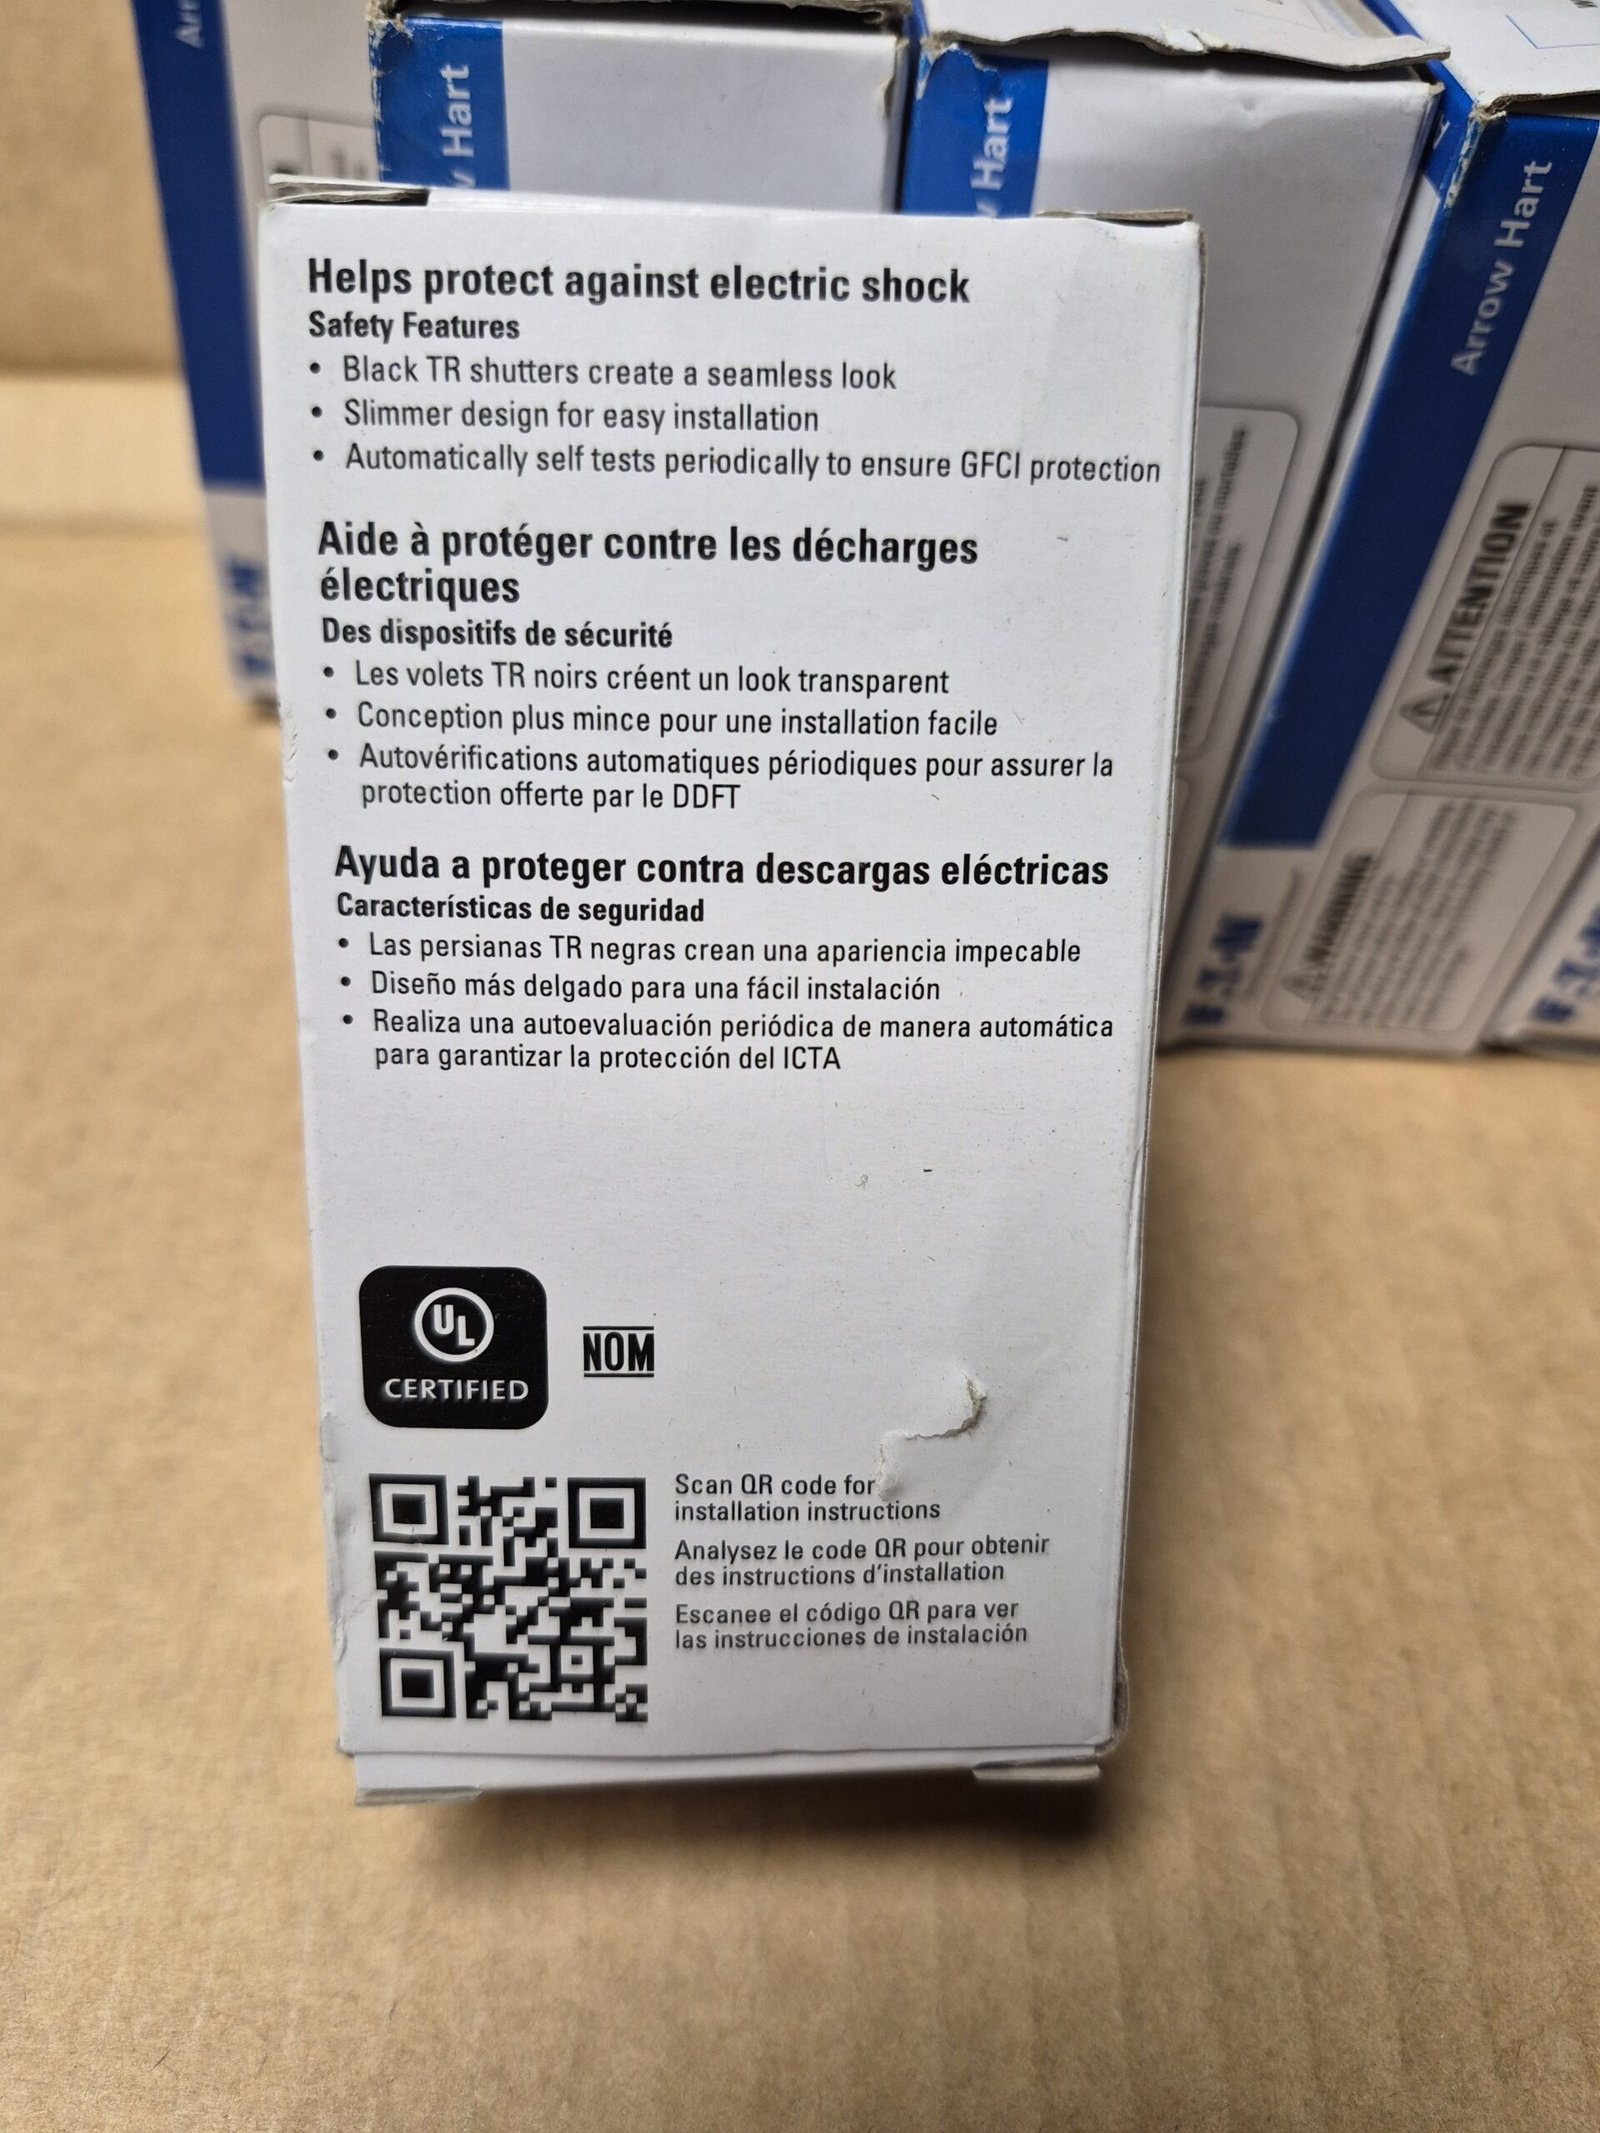 Arrow Hart
Hart
Hart
Arrow Hart
Helps protect against electric shock
Safety Features
• Black TR shutters create a seamless look
• Slimmer design for easy installation
• Automatically self tests periodically to ensure GFCI protection
Aide à protéger contre les décharges
électriques
Des dispositifs de sécurité
• Les volets TR noirs créent un look transparent
• Conception plus mince pour une installation facile
• Autovérifications automatiques périodiques pour assurer la
protection offerte par le DDFT
Ayuda a proteger contra descargas eléctricas
Características de seguridad
• Las persianas TR negras crean una apariencia impecable
• Diseño más delgado para una fácil instalación
• Realiza una autoevaluación periódica de manera automática
para garantizar la protección del ICTA
UL
CERTIFIED
NOM
Scan QR code for
installation instructions
Analysez le code QR pour obtenir
des instructions d'installation
Escanee el código QR para ver
las instrucciones de instalación
ATTENTION
WARNING
EATON